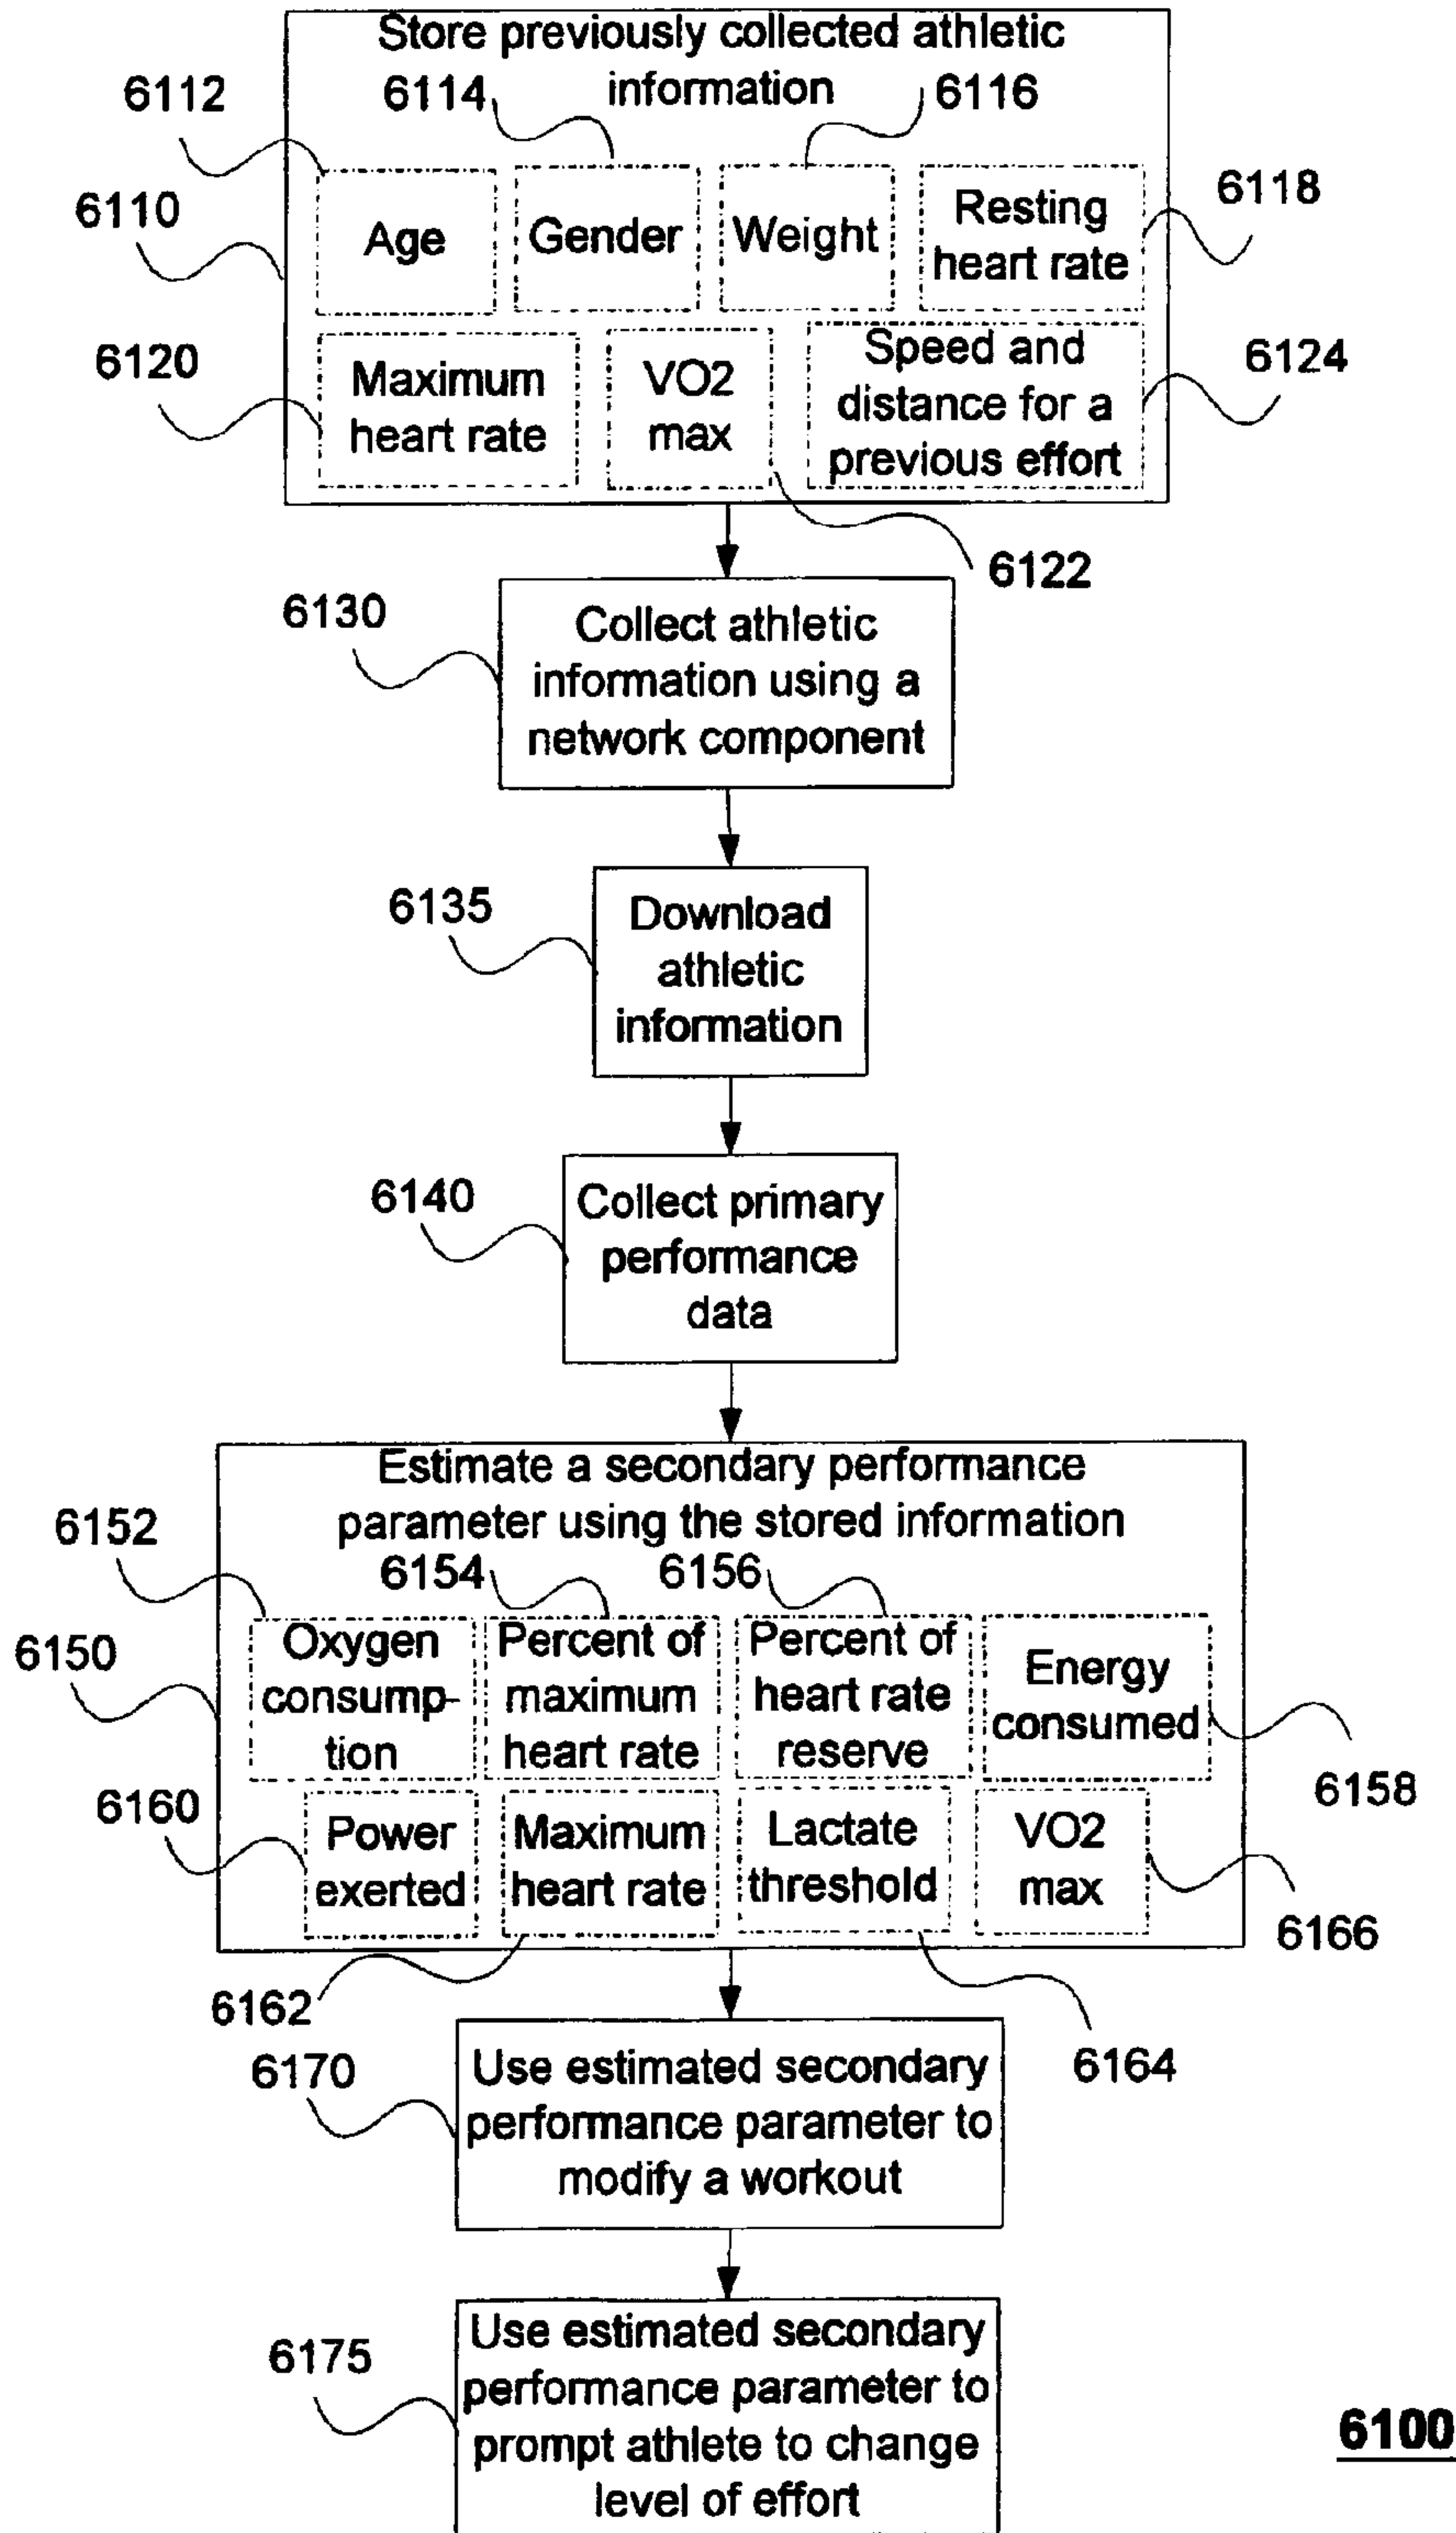 Store previously collected athletic
information
6112
6114
6116
6110
Age
Gender
Weight
Resting
heart rate
6118
6120
Maximum
heart rate
VO2
max
Speed and
distance for a
previous effort
6124
6122
6130
Collect athletic
information using a
network component
6135
Download
athletic
information
6140
Collect primary
performance
data
Estimate a secondary performance
parameter using the stored information
6152
6154
6156
6150
Oxygen
consump-
tion
Percent of
maximum
heart rate
Percent of
heart rate
reserve
Energy
consumed
6158
6160
Power
exerted
Maximum
heart rate
Lactate
threshold
VO2
max
6166
6162
6164
6170
Use estimated secondary
performance parameter to
modify a workout
6175
Use estimated secondary
performance parameter to
prompt athlete to change
level of effort
6100